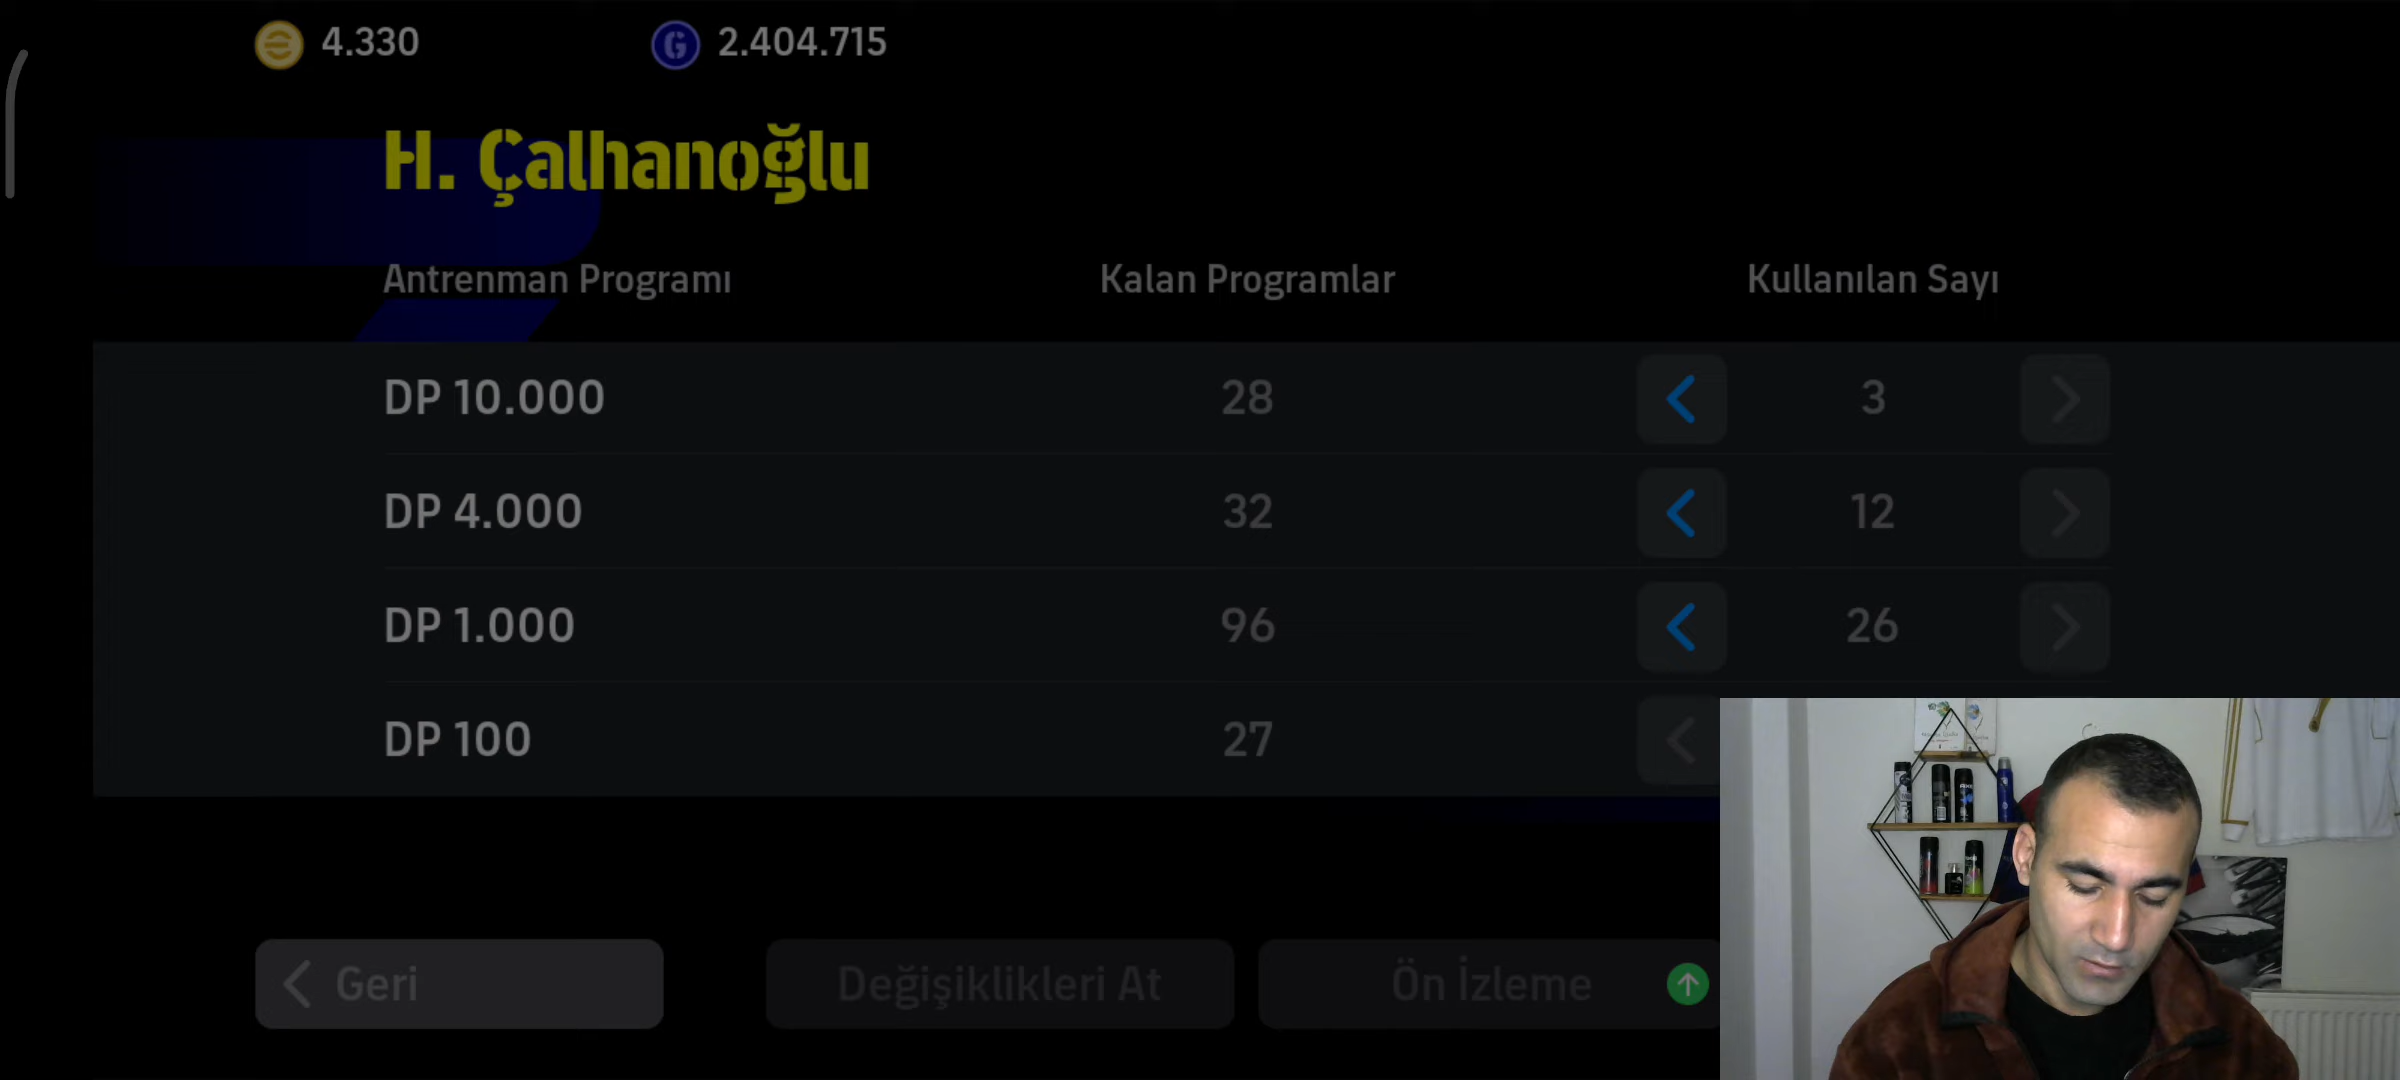 4.330
2.404.715
H. Çalhanoğlu
Antrenman Programı Kalan Programlar Kullanılan Sayı
DP 10.000 28 3
DP 4.000 32 12
DP 1.000 96 26
DP 100 27
Geri Değişiklikleri At Ön İzleme